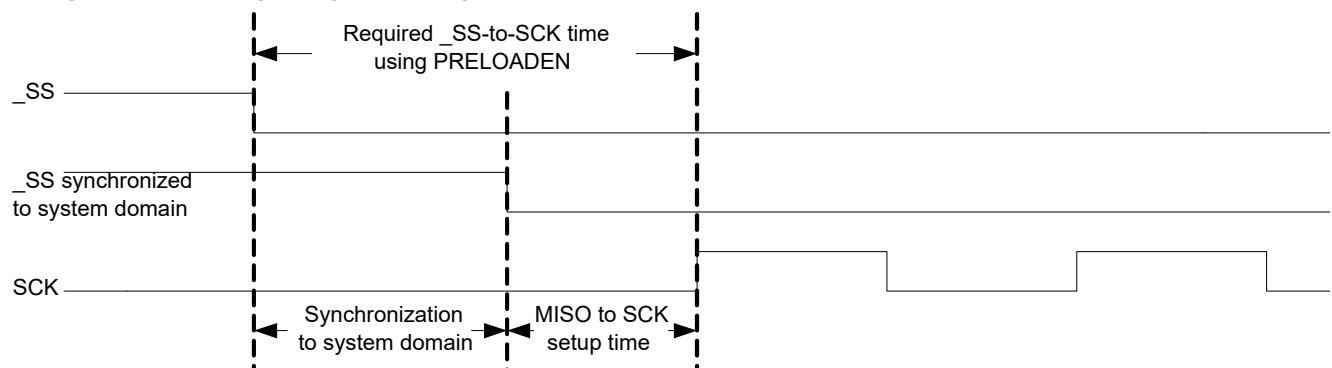 Required _SS-to-SCK time
using PRELOADEN
_SS
_SS synchronized
to system domain
SCK
Synchronization
to system domain
MISO to SCK
setup time